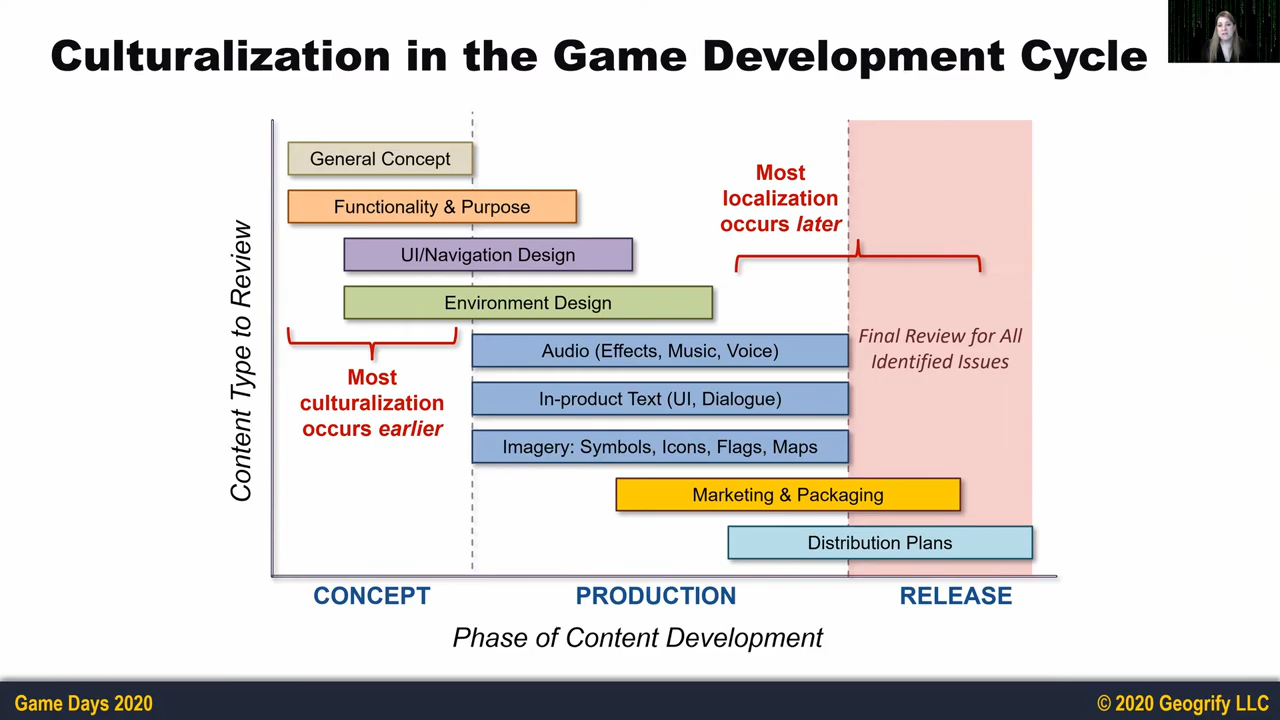 Culturalization in the Game Development Cycle
General Concept
Functionality & Purpose
UI/Navigation Design
Environment Design
Audio (Effects, Music, Voice)
In-product Text (UI, Dialogue)
Imagery: Symbols, Icons, Flags, Maps
Marketing & Packaging
Distribution Plans
Most
localization
occurs later
Most
culturalization
occurs earlier
Final Review for All
Identified Issues
Content Type to Review
CONCEPT
PRODUCTION
RELEASE
Phase of Content Development
Game Days 2020
© 2020 Geogrify LLC